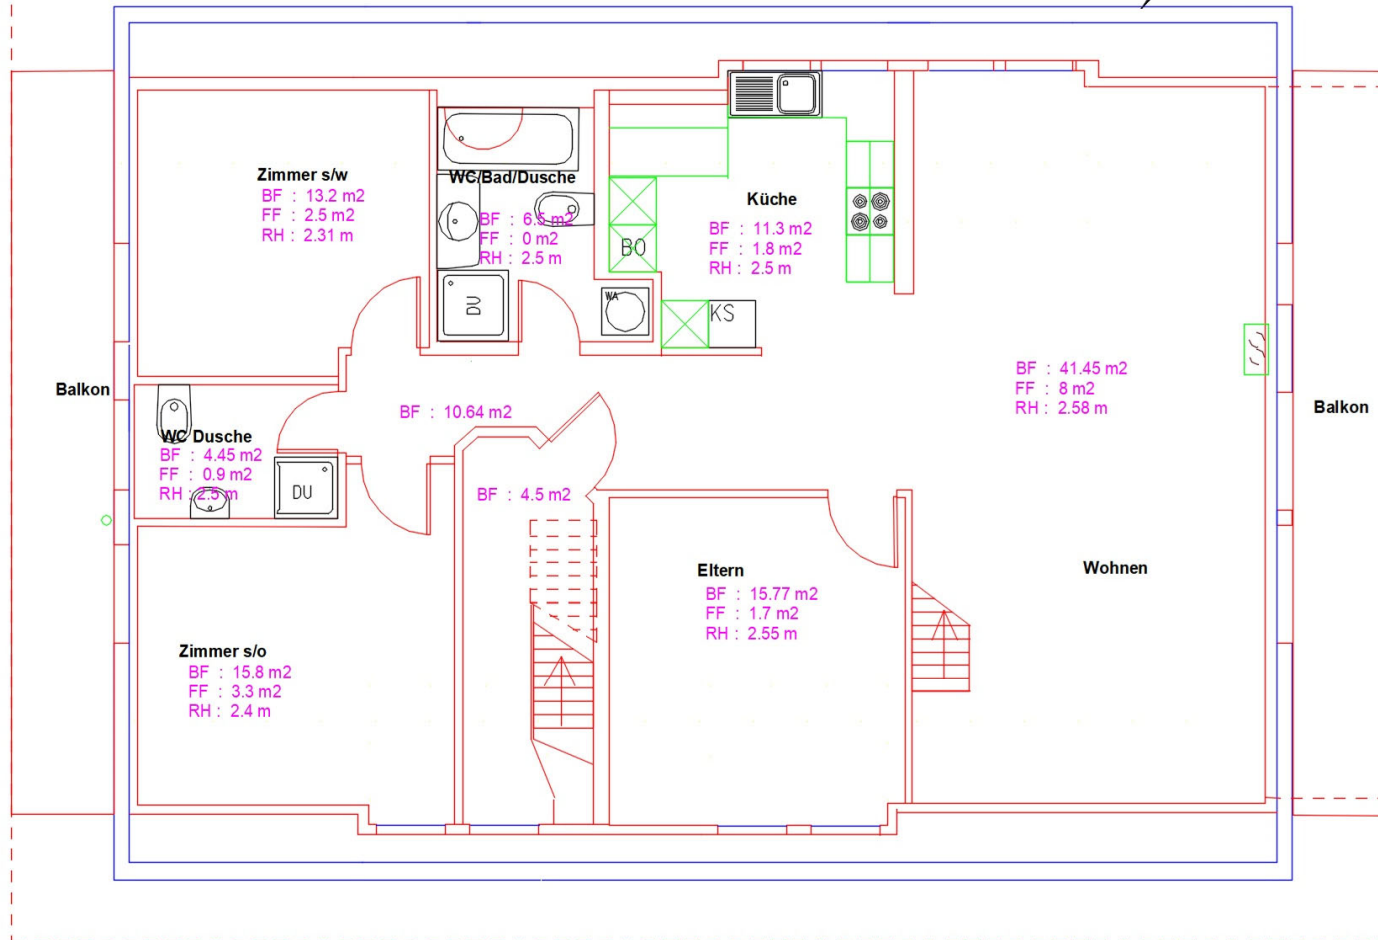 Zimmer s/w
BF : 13.2 m2
FF : 2.5 m2
RH : 2.31 m
WC/Bad/Dusche
BF : 6.5 m2
FF : 0 m2
RH : 2.5 m
DU
WA
BO
Küche
BF : 11.3 m2
FF : 1.8 m2
RH : 2.5 m
KS
Balkon
BF : 10.64 m2
BF : 41.45 m2
FF : 8 m2
RH : 2.58 m
Balkon
WC Dusche
BF : 4.45 m2
FF : 0.9 m2
RH : 2.5 m
DU
BF : 4.5 m2
Wohnen
Eltern
BF : 15.77 m2
FF : 1.7 m2
RH : 2.55 m
Zimmer s/o
BF : 15.8 m2
FF : 3.3 m2
RH : 2.4 m